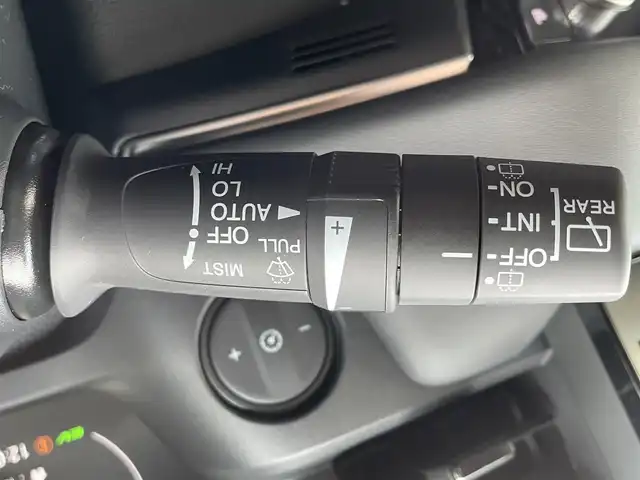 MIST
OFF
AUTO
LO
HI
PULL
+
−
OFF
INT
ON
REAR
− +